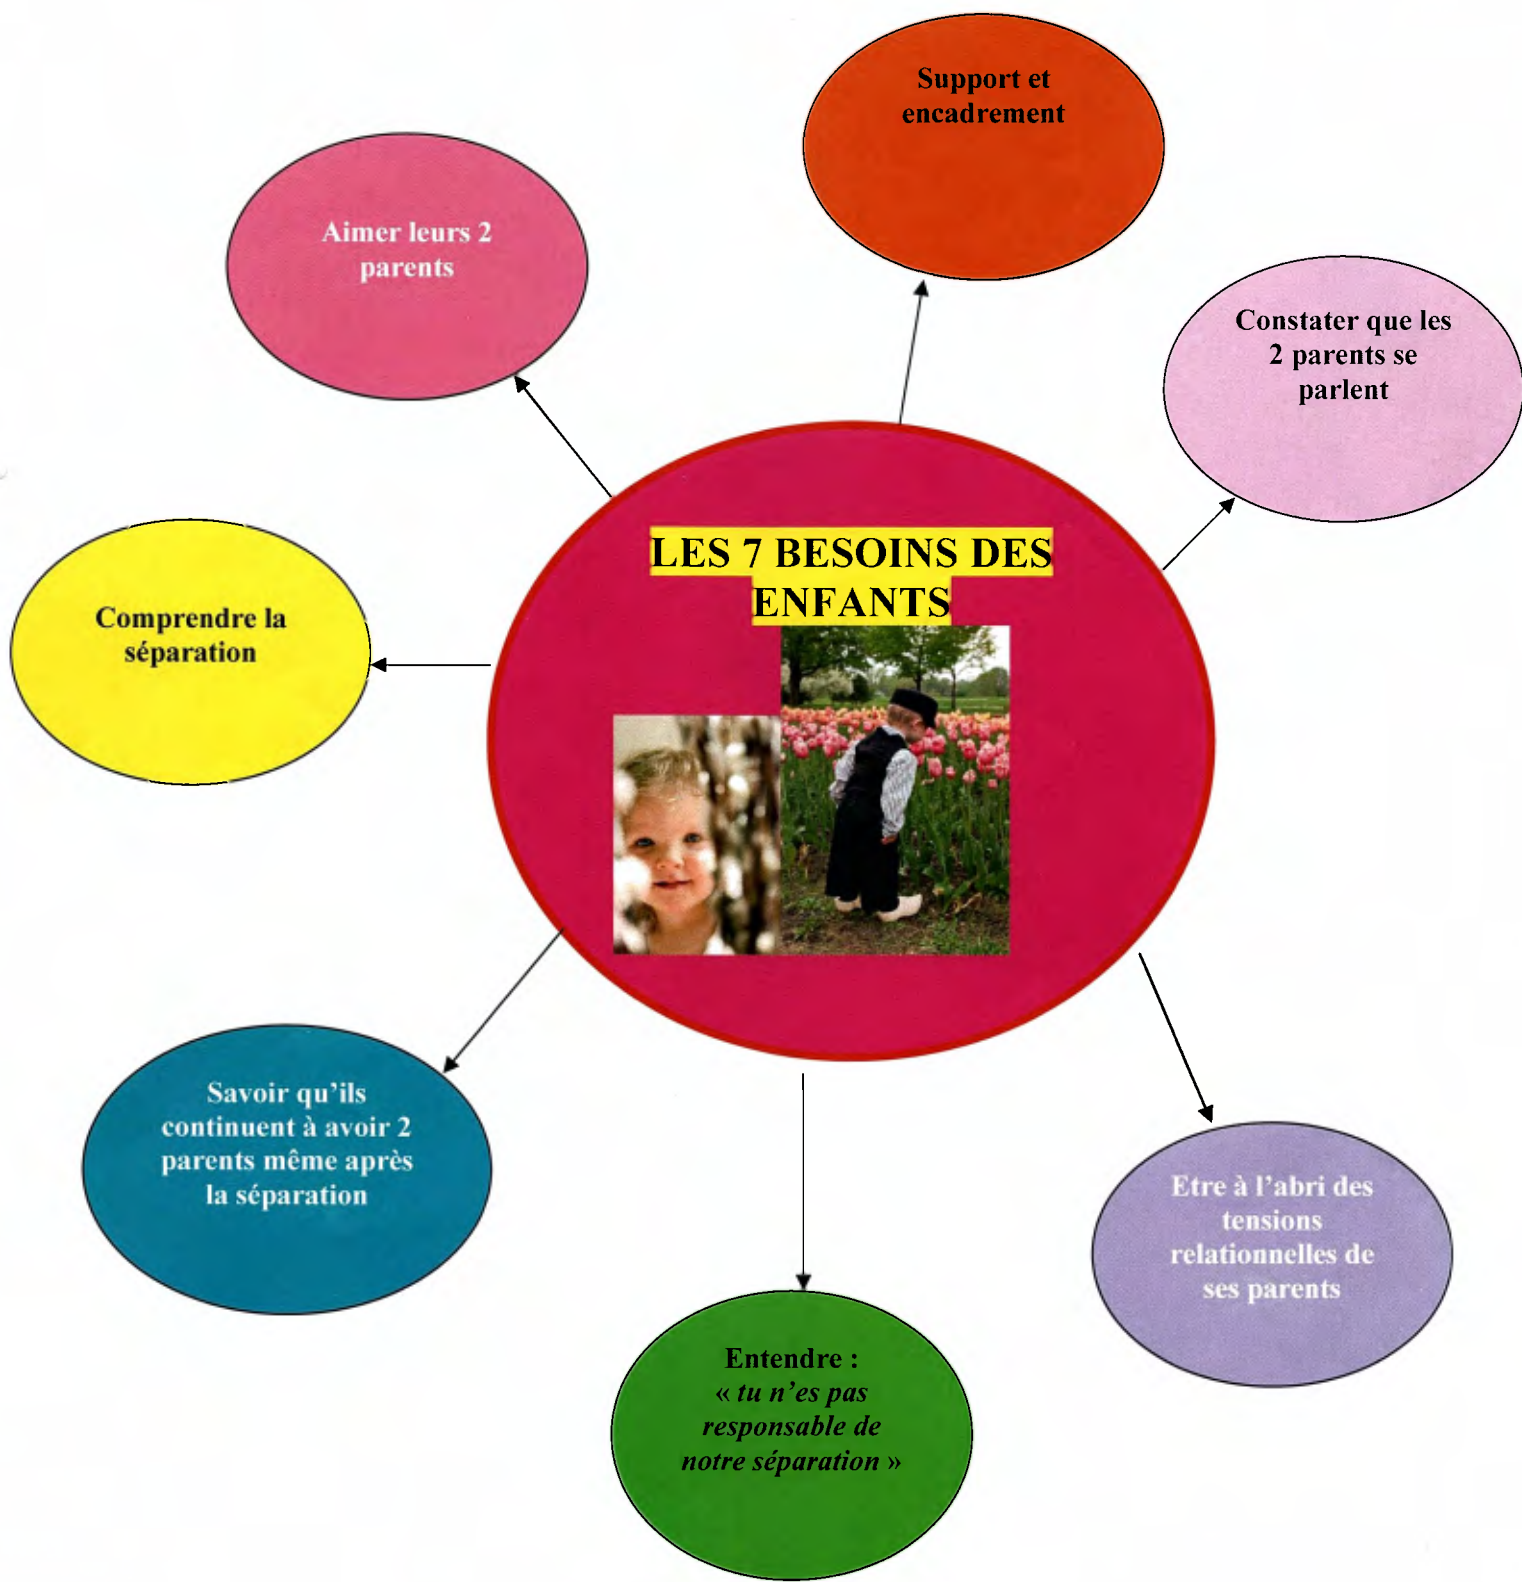 Support et
encadrement
Aimer leurs 2
parents
Constater que les
2 parents se
parlent
LES 7 BESOINS DES
ENFANTS
Comprendre la
séparation
Savoir qu’ils
continuent à avoir 2
parents même après
la séparation
Etre à l’abri des
tensions
relationnelles de
ses parents
Entendre :
« tu n’es pas
responsable de
notre séparation »